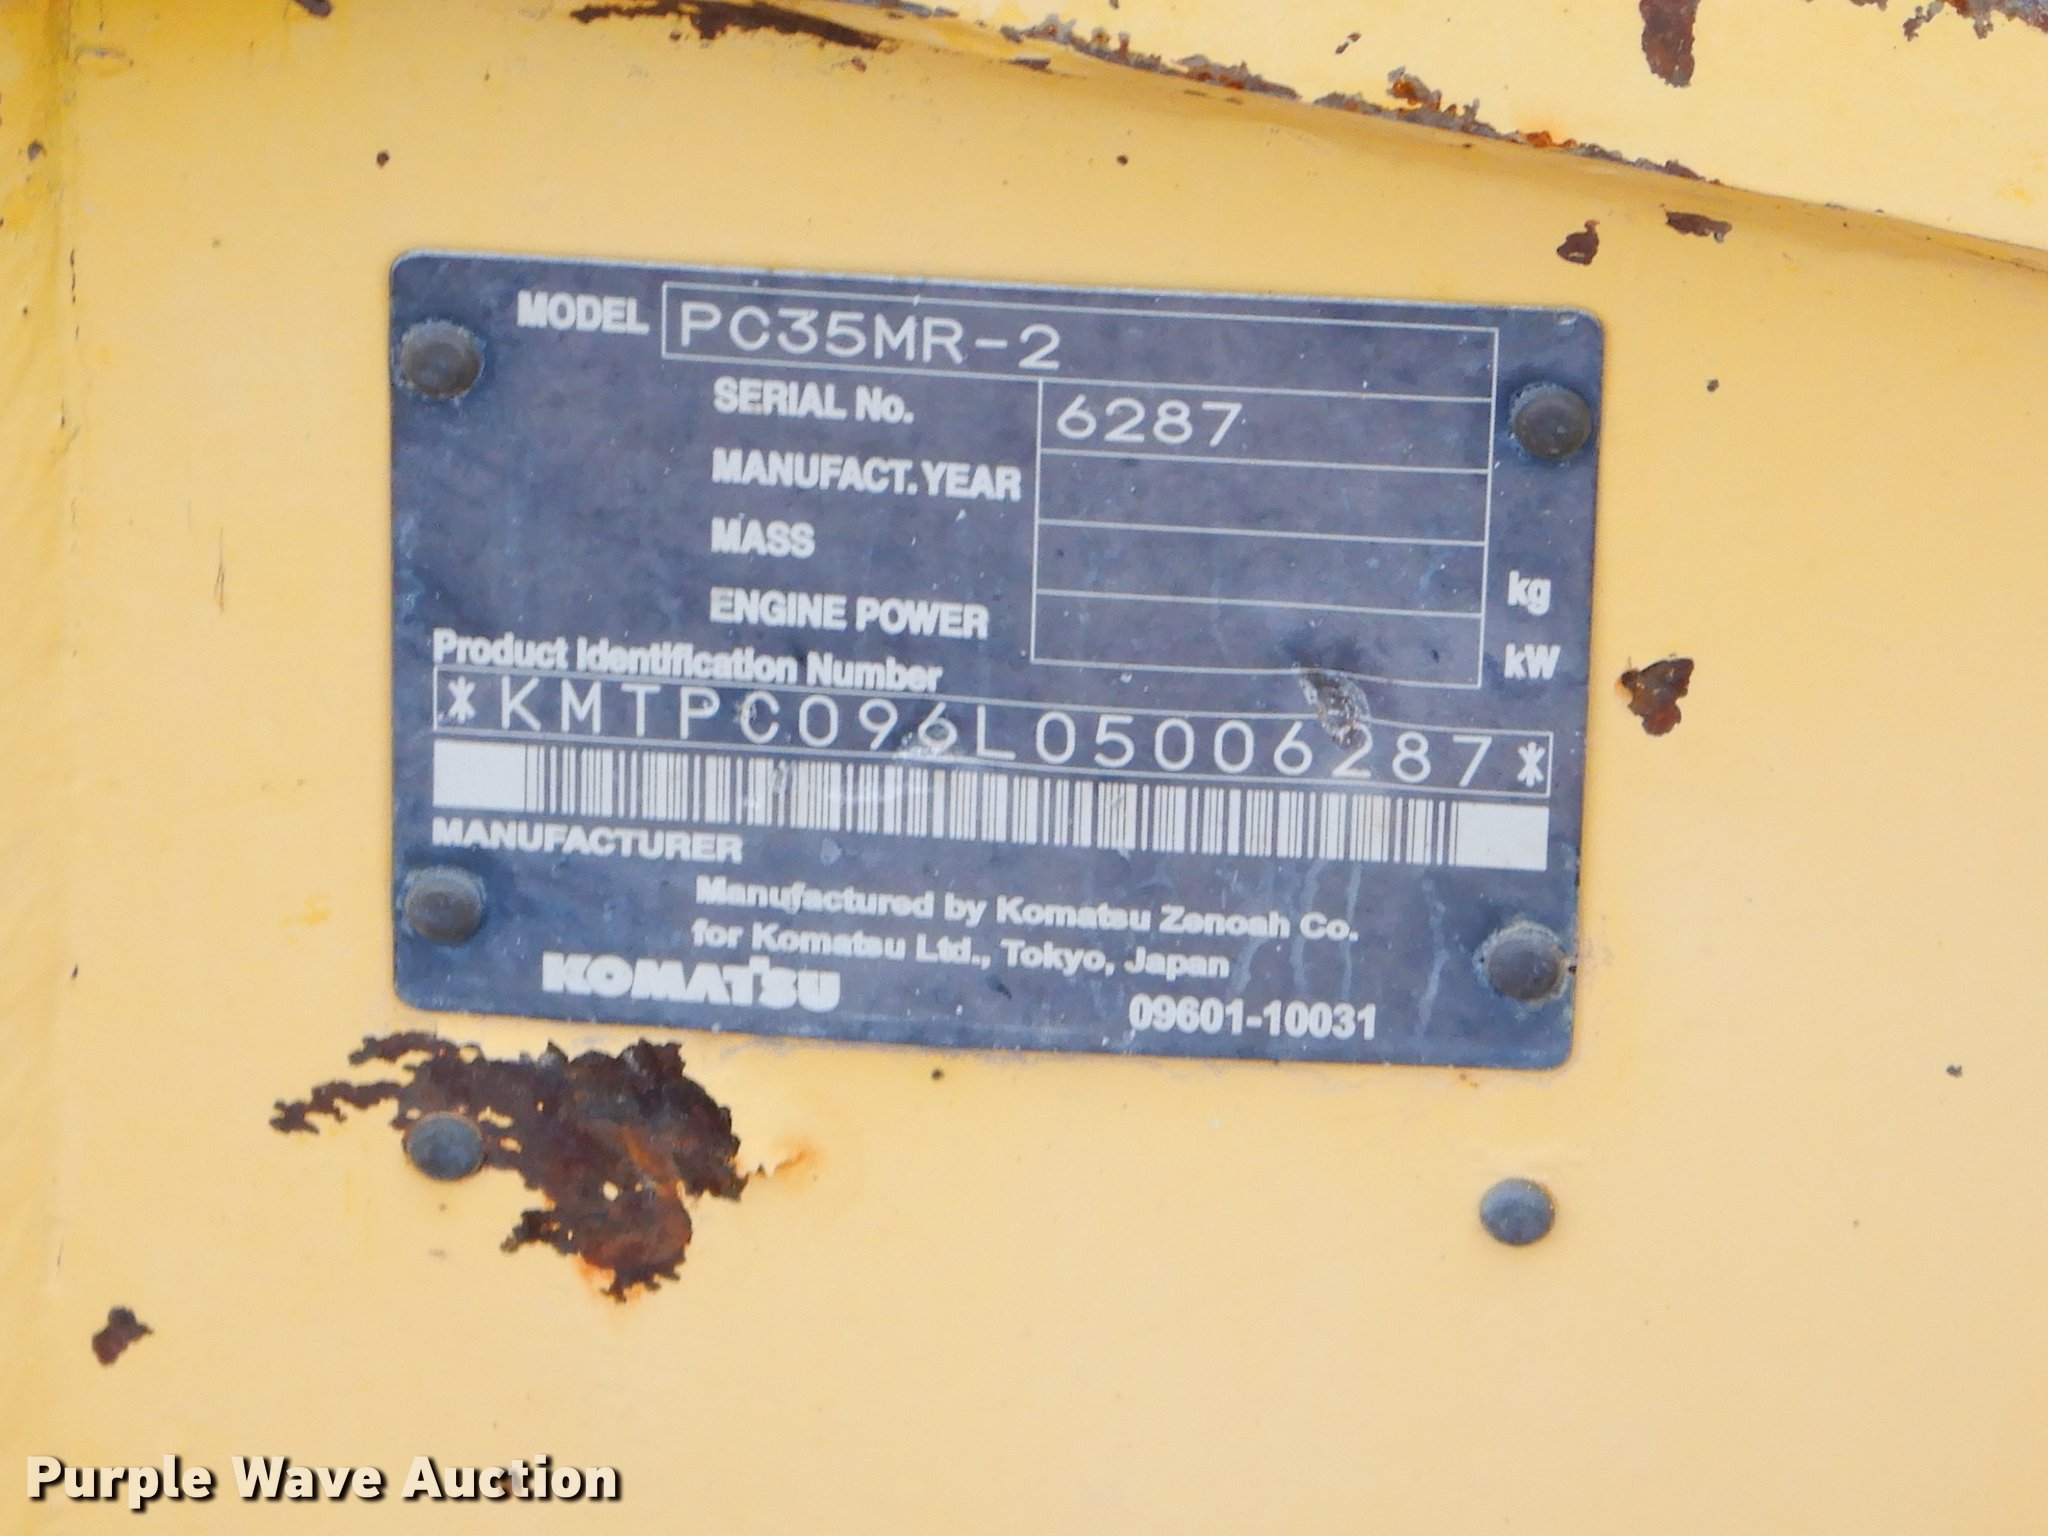 MODEL PC35MR-2
SERIAL No. 6287
MANUFACT. YEAR
MASS kg
ENGINE POWER kW
Product Identification Number
*KMTPC096L05006287*
MANUFACTURER
Manufactured by Komatsu Zenoah Co.
for Komatsu Ltd., Tokyo, Japan
KOMATSU
09601-10031
Purple Wave Auction